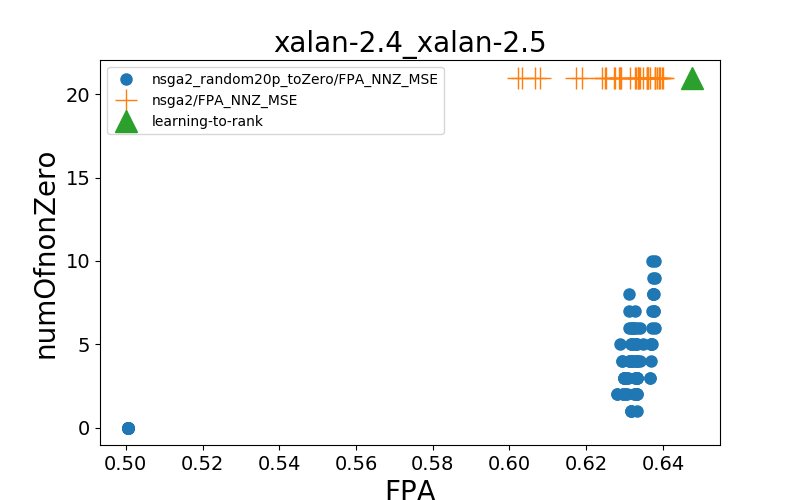 xalan-2.4_xalan-2.5
nsga2_random20p_toZero/FPA_NNZ_MSE
nsga2/FPA_NNZ_MSE
learning-to-rank
numOfnonZero
20
15
10
5
0
0.50 0.52 0.54 0.56 0.58 0.60 0.62 0.64
FPA